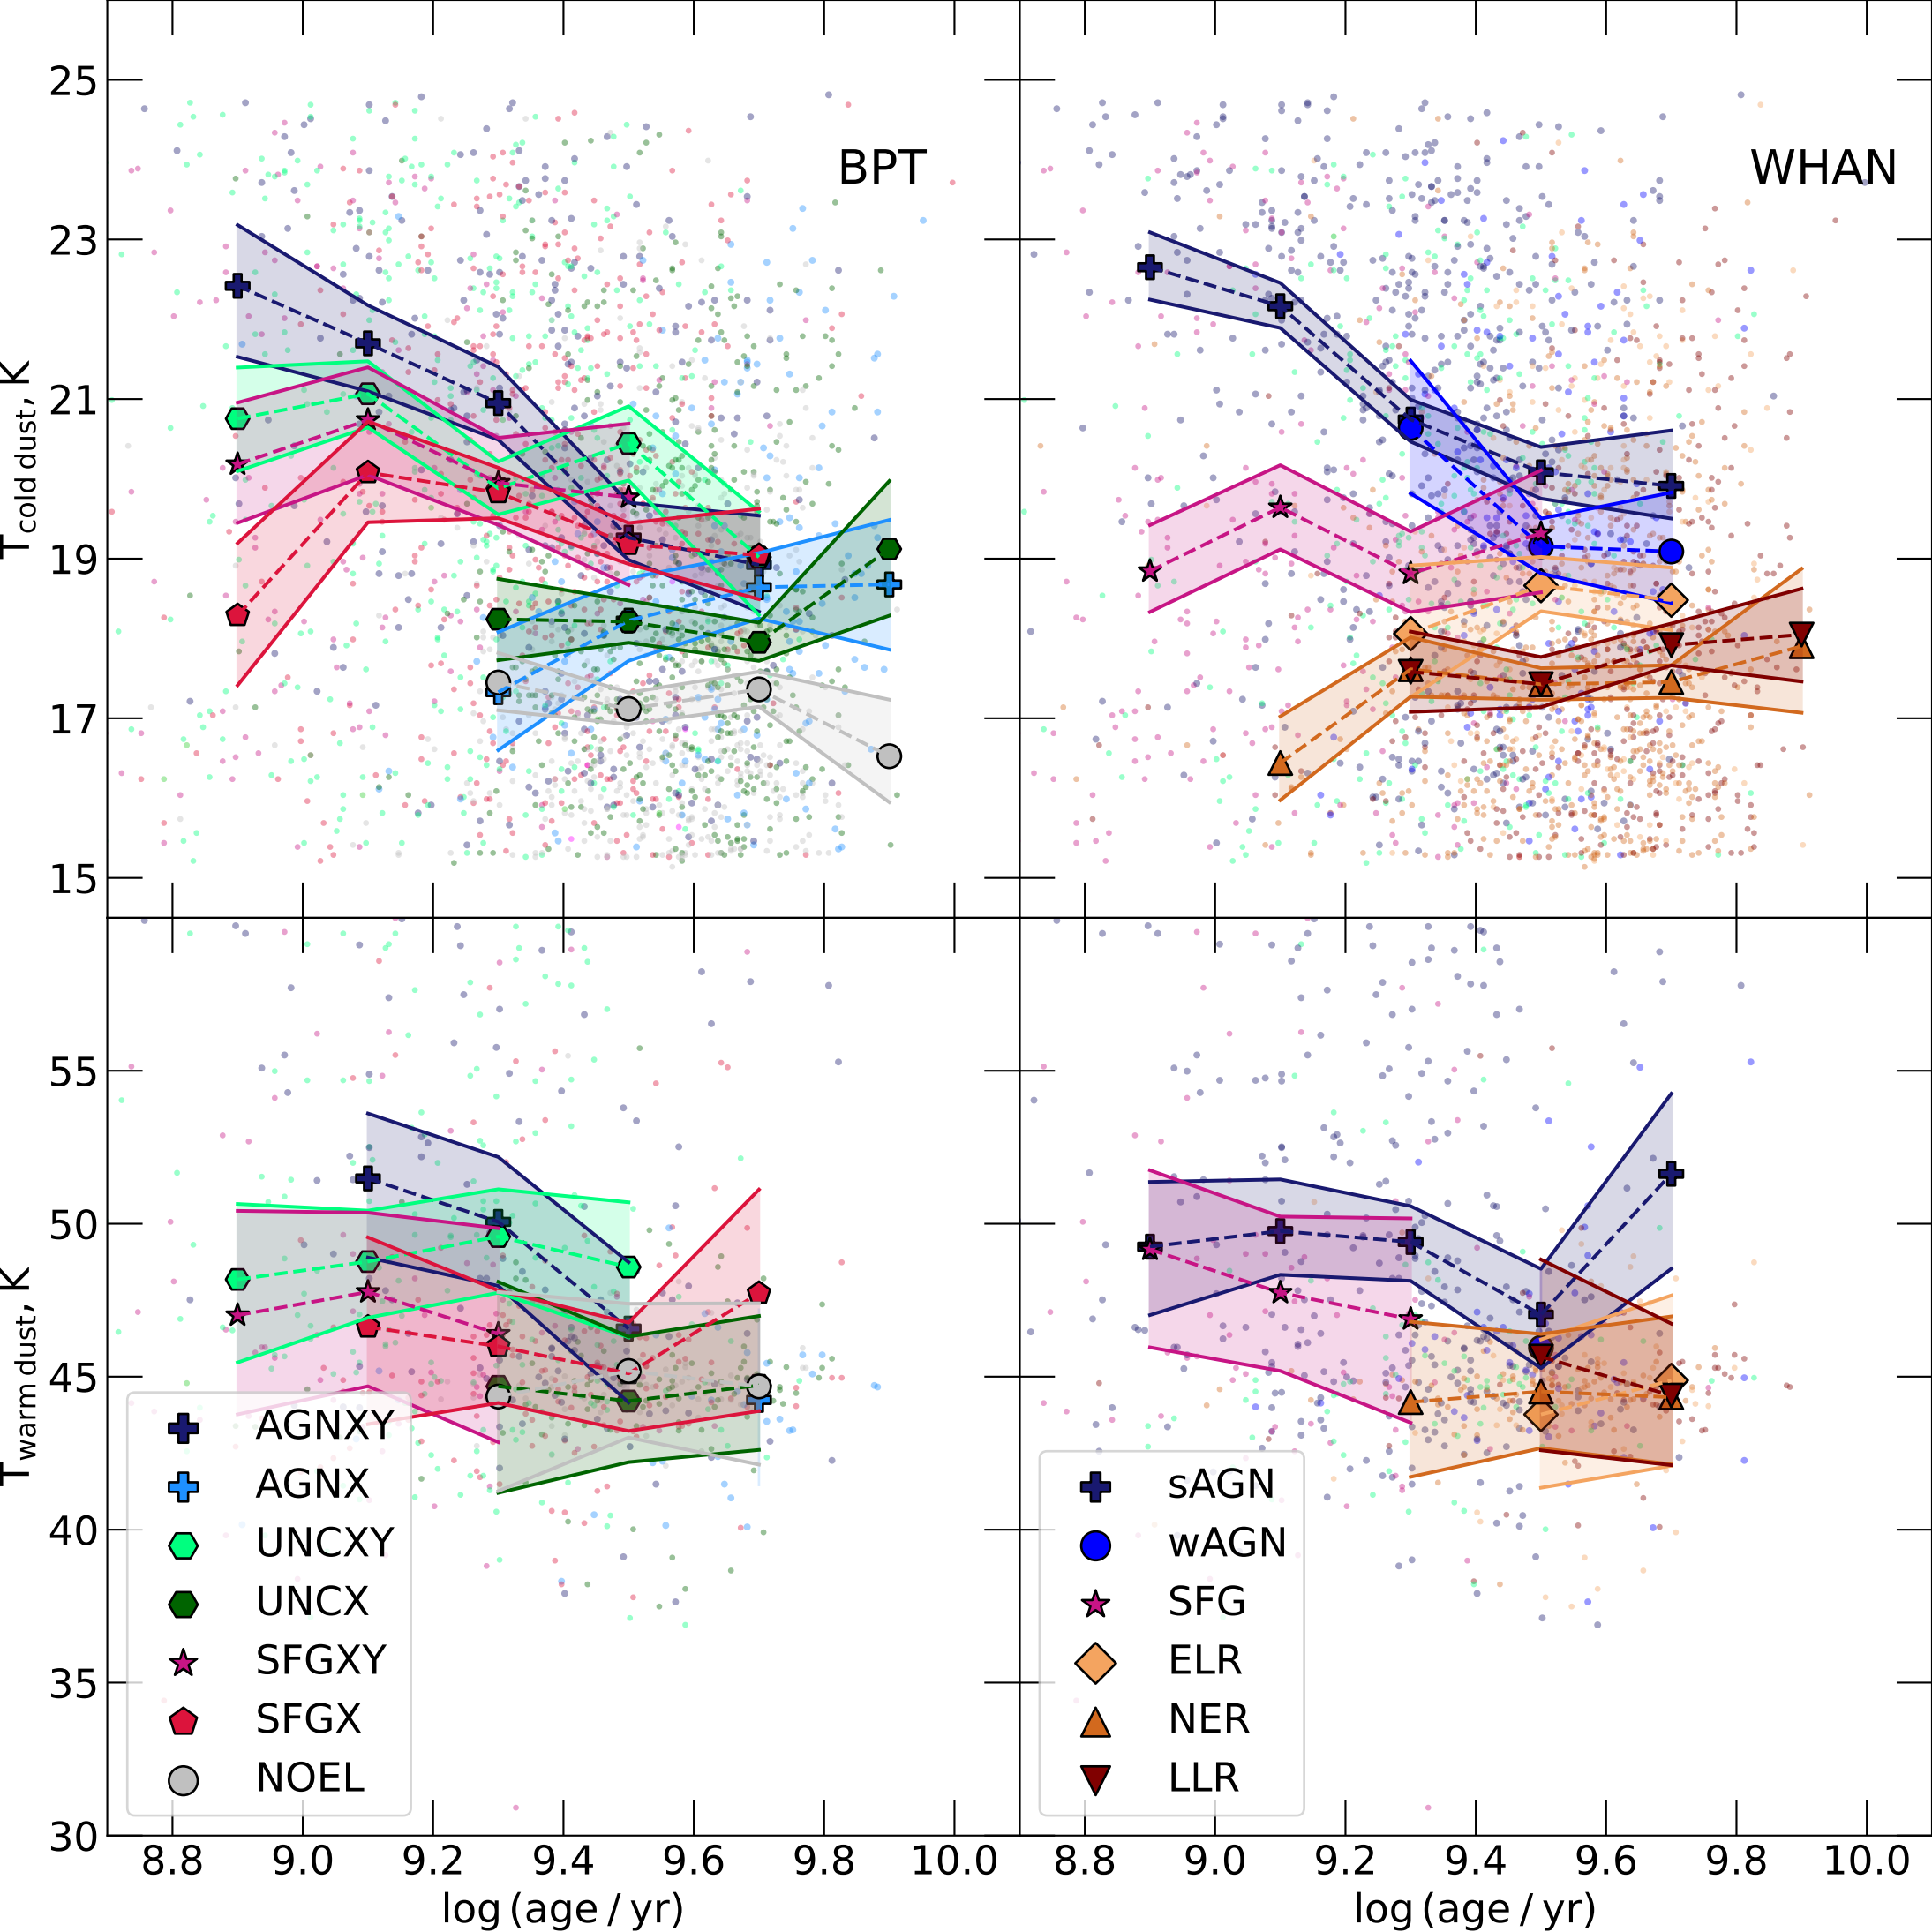 BPT
WHAN
25
23
21
19
17
15
T cold dust, K
55
50
45
40
35
30
T warm dust, K
AGNXY
AGNX
UNCXY
UNCX
SFGXY
SFGX
NOEL
sAGN
wAGN
SFG
ELR
NER
LLR
8.8 9.0 9.2 9.4 9.6 9.8 10.0
8.8 9.0 9.2 9.4 9.6 9.8 10.0
log (age / yr)
log (age / yr)